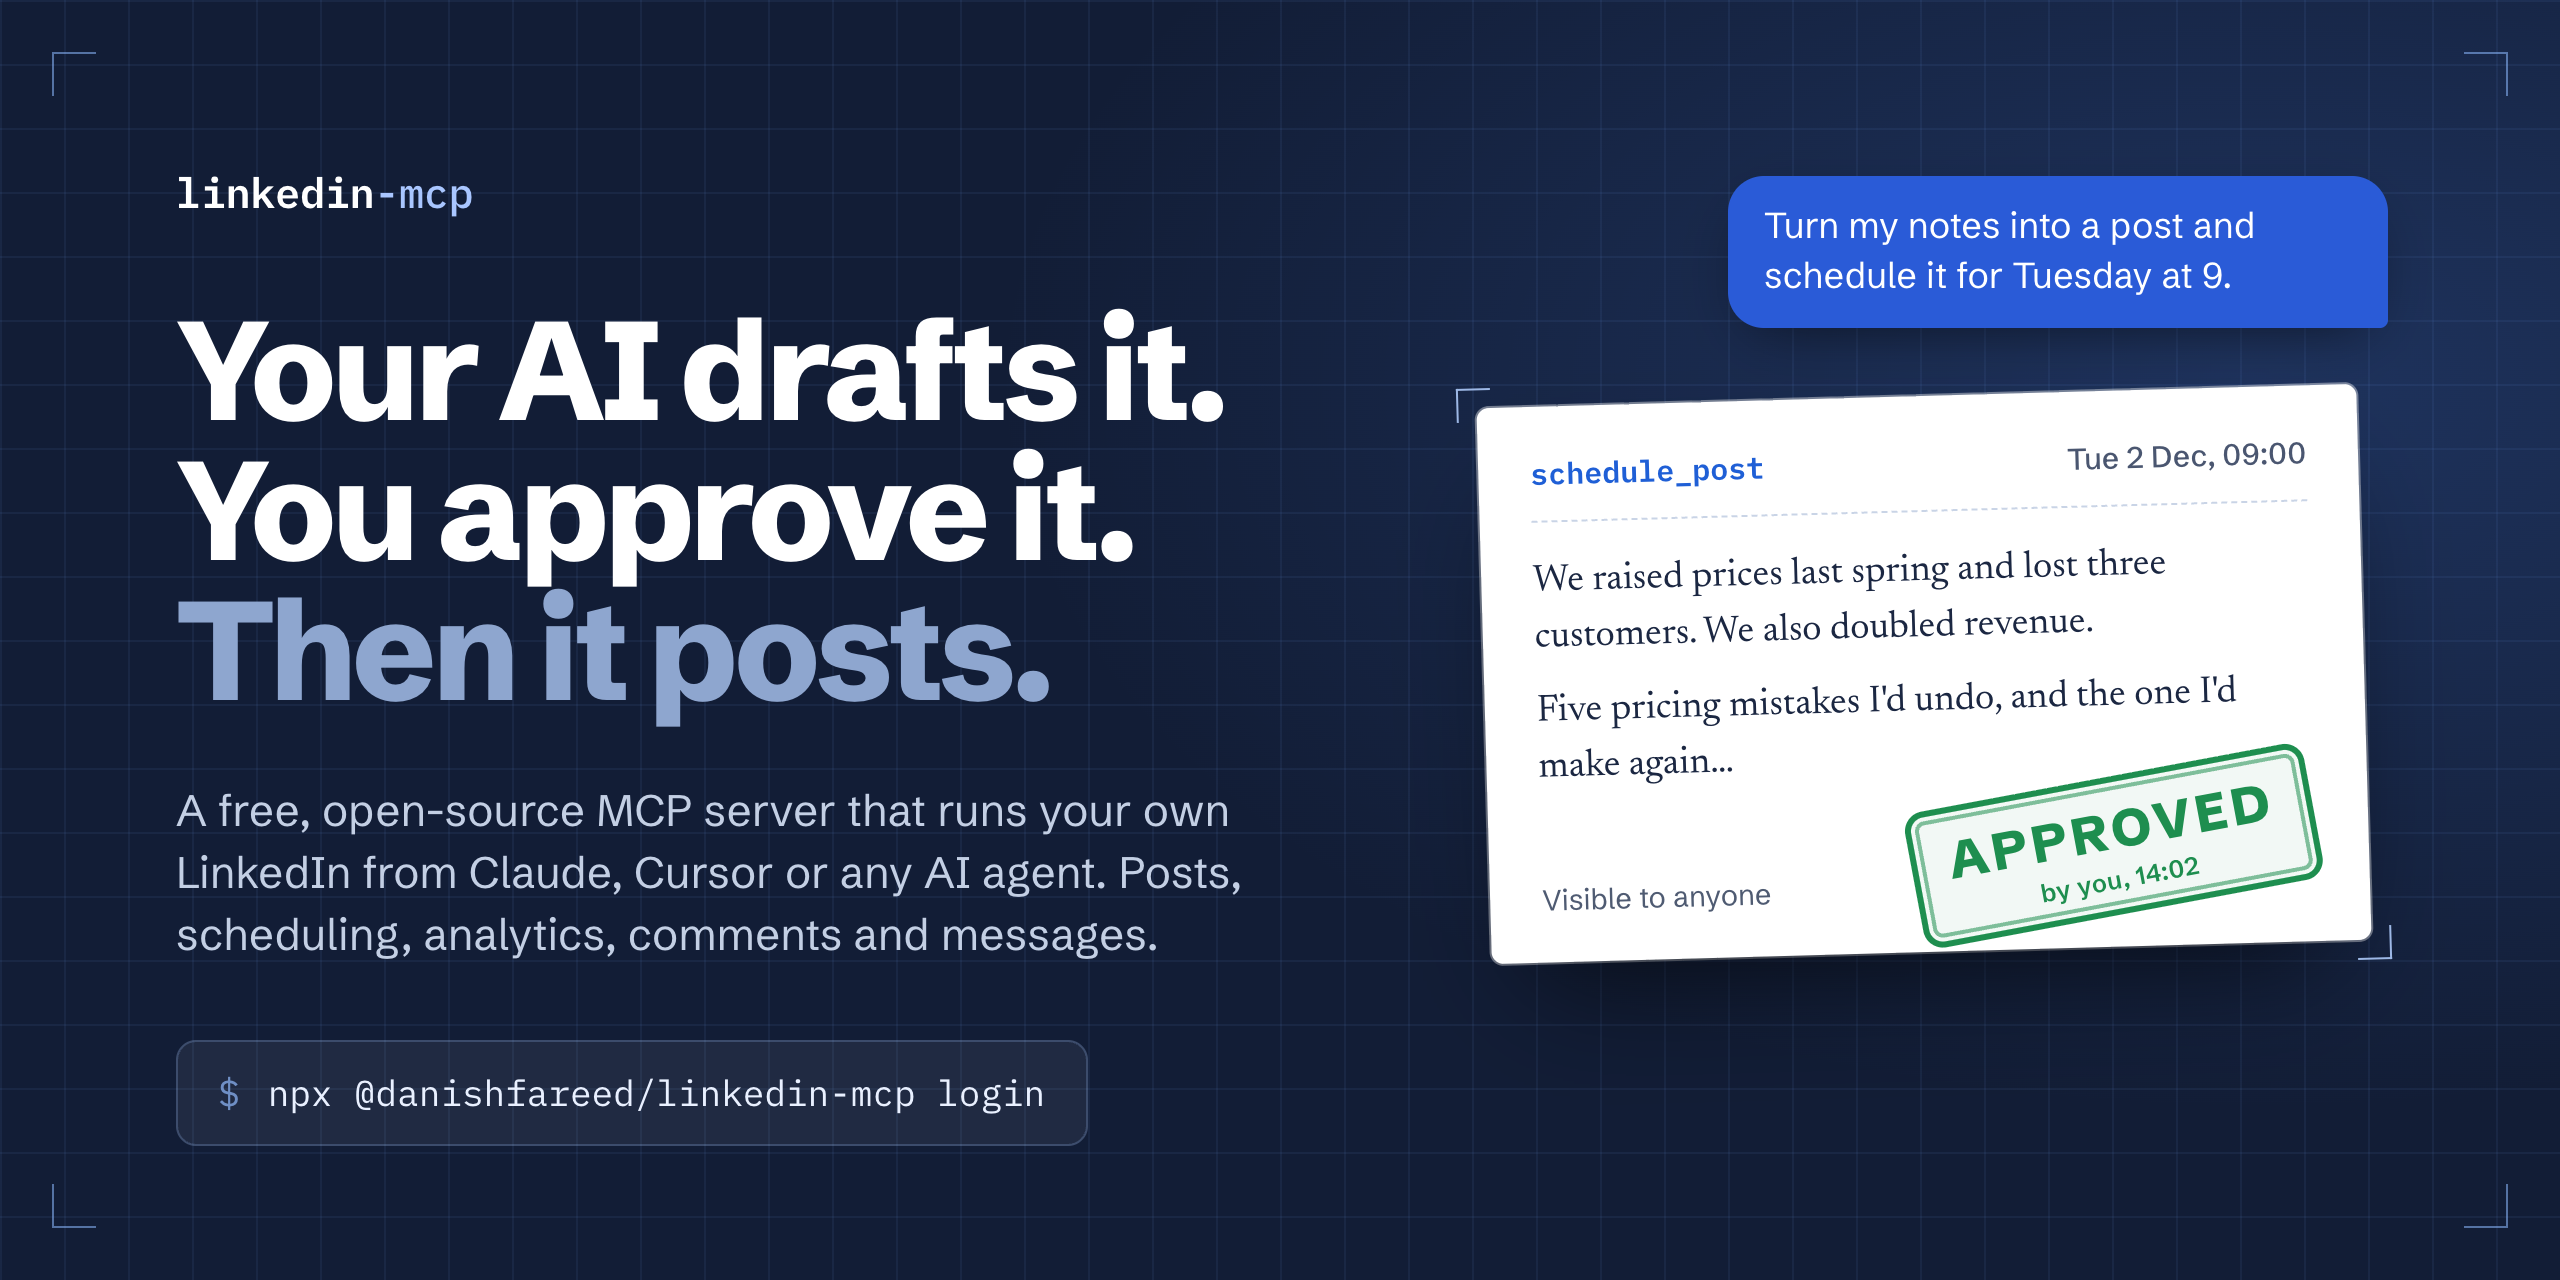 linkedin-mcp
Your AI drafts it.
You approve it.
Then it posts.
A free, open-source MCP server that runs your own
LinkedIn from Claude, Cursor or any AI agent. Posts,
scheduling, analytics, comments and messages.
$ npx @danishfareed/linkedin-mcp login
Turn my notes into a post and
schedule it for Tuesday at 9.
schedule_post
Tue 2 Dec, 09:00
We raised prices last spring and lost three
customers. We also doubled revenue.
Five pricing mistakes I'd undo, and the one I'd
make again...
Visible to anyone
APPROVED
by you, 14:02